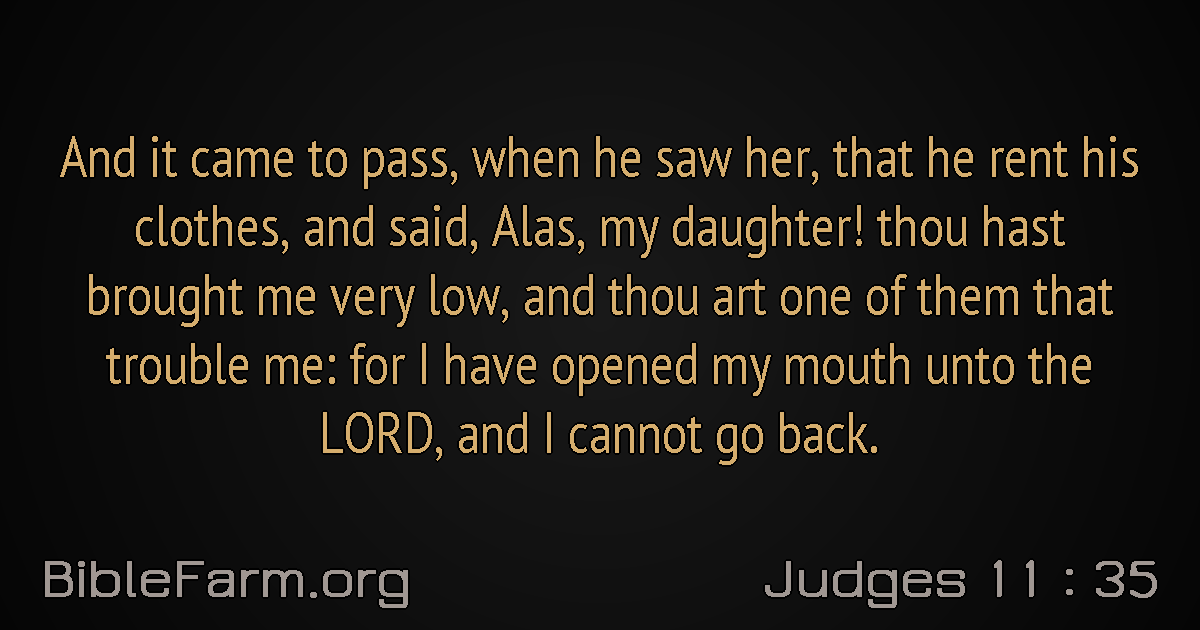 And it came to pass, when he saw her, that he rent his
clothes, and said, Alas, my daughter! thou hast
brought me very low, and thou art one of them that
trouble me: for I have opened my mouth unto the
LORD, and I cannot go back.
BibleFarm.org
Judges 11 : 35